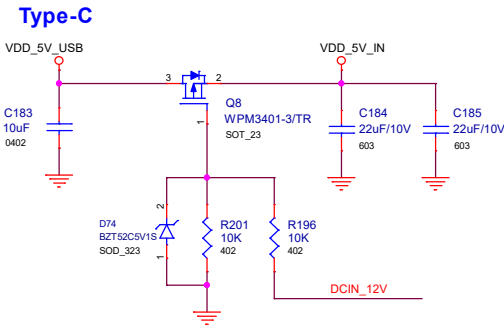 Type-C
VDD_5V_USB
VDD_5V_IN
3
2
C183
10uF
0402
Q8
WPM3401-3/TR
SOT_23
1
C184
22uF/10V
603
C185
22uF/10V
603
2
D74
BZT52C5V1S
SOD_323
1
R201
10K
402
R196
10K
402
DCIN_12V